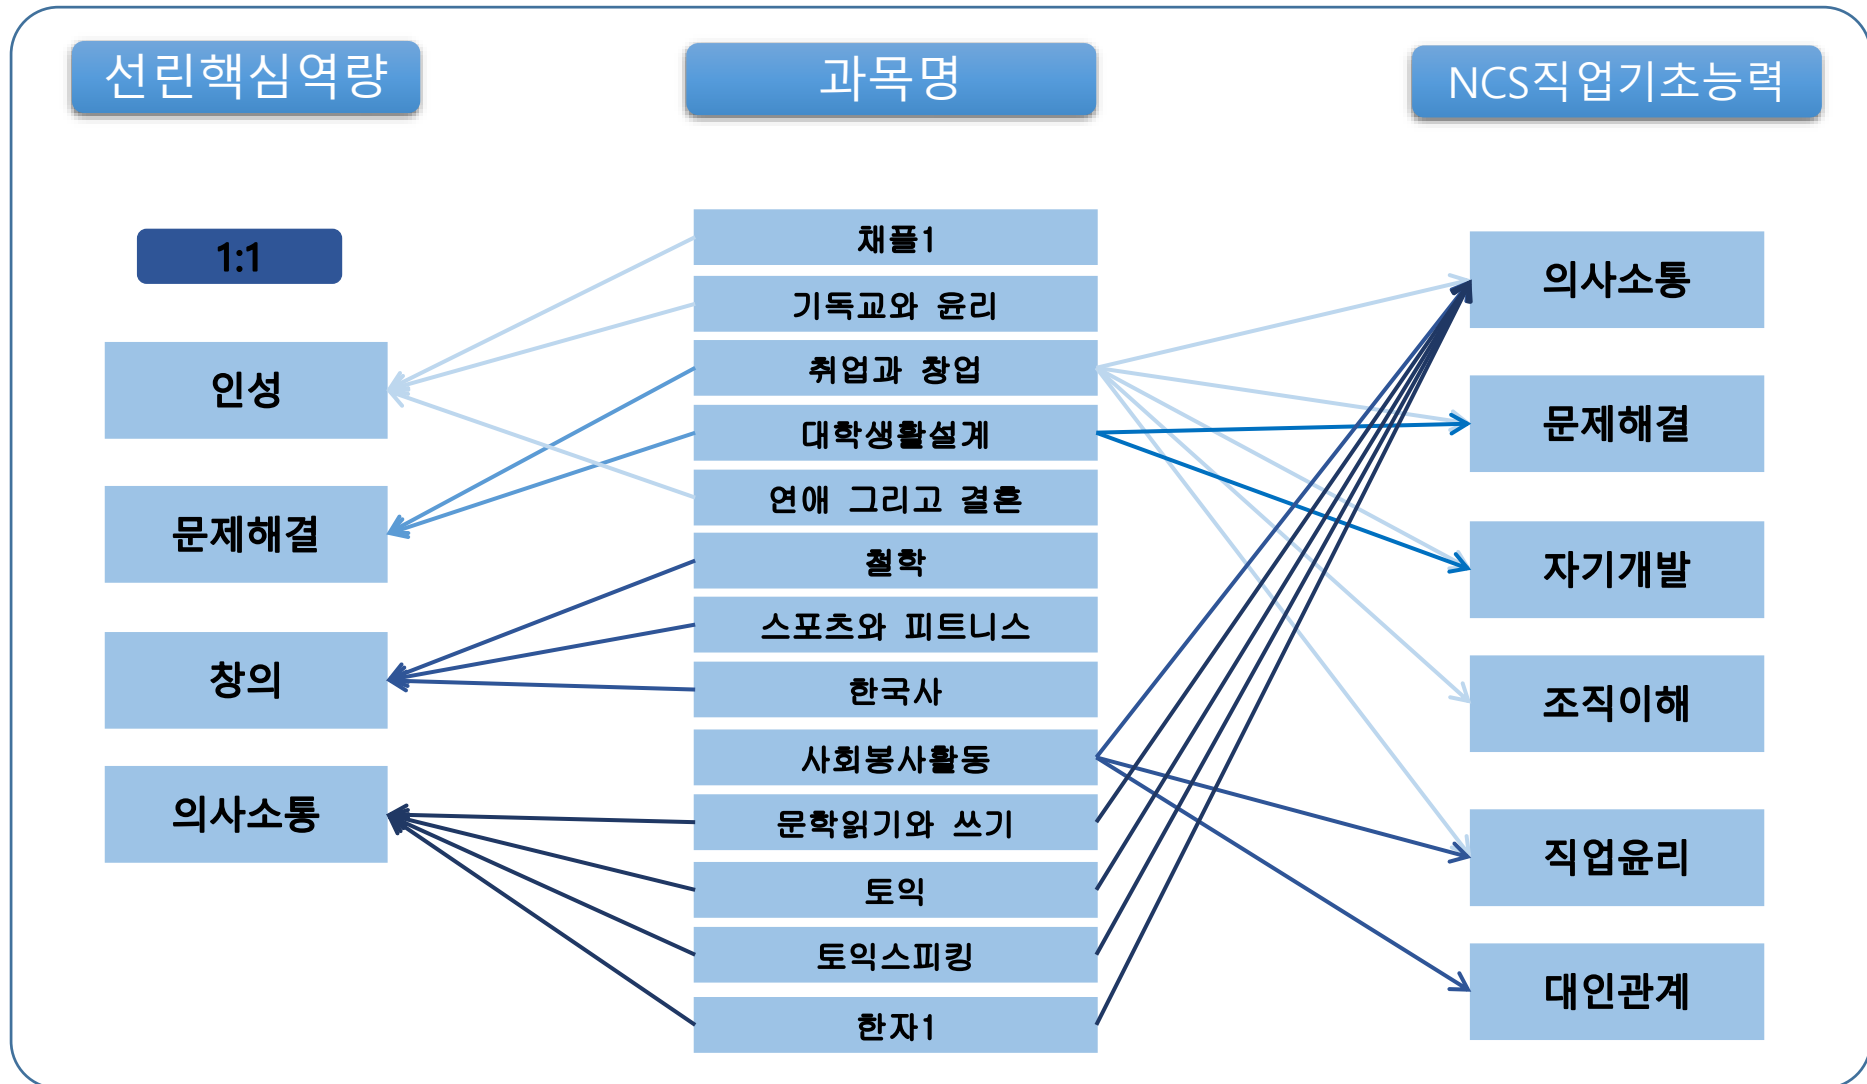 선린핵심역량
과목명
NCS직업기초능력
1:1
인성
문제해결
창의
의사소통
채플1
기독교와 윤리
취업과 창업
대학생활설계
연애 그리고 결혼
철학
스포츠와 피트니스
한국사
사회봉사활동
문학읽기와 쓰기
토익
토익스피킹
한자1
의사소통
문제해결
자기개발
조직이해
직업윤리
대인관계